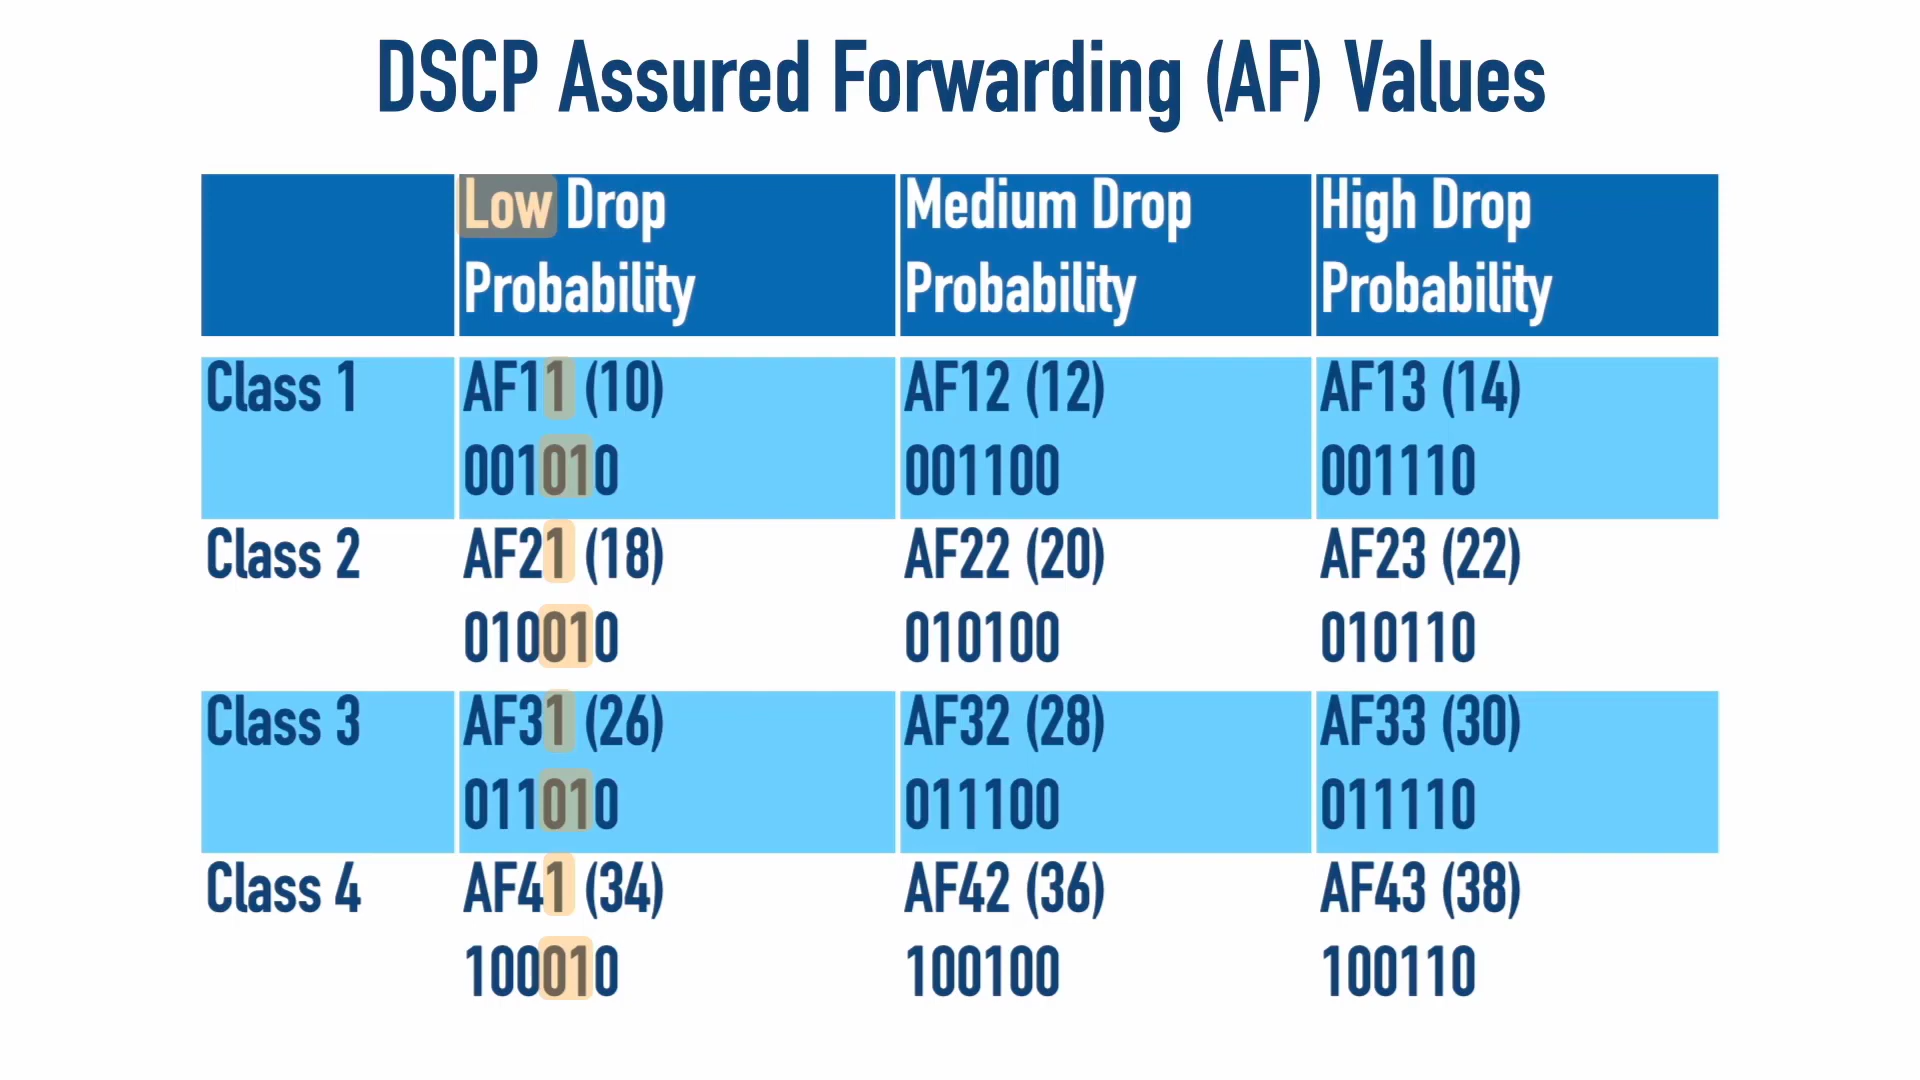 DSCP Assured Forwarding (AF) Values
Low Drop Probability
Medium Drop Probability
High Drop Probability
Class 1
AF11 (10)
001010
AF12 (12)
001100
AF13 (14)
001110
Class 2
AF21 (18)
010010
AF22 (20)
010100
AF23 (22)
010110
Class 3
AF31 (26)
011010
AF32 (28)
011100
AF33 (30)
011110
Class 4
AF41 (34)
100010
AF42 (36)
100100
AF43 (38)
100110